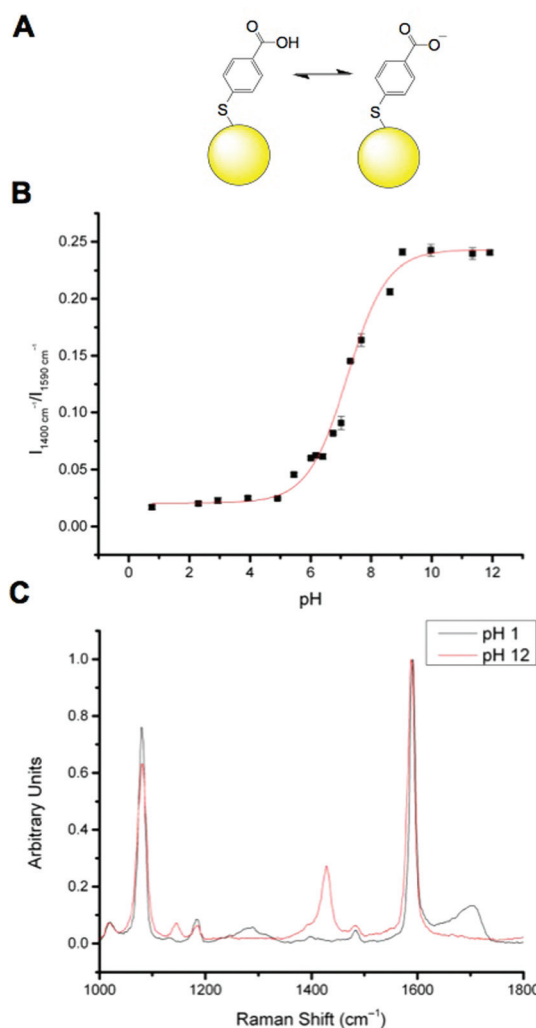 A
O
OH
S
O
O⁻
S
B
I₁₄₀₀ cm⁻¹/I₁₅₉₀ cm⁻¹
0.25
0.20
0.15
0.10
0.05
0.00
0 2 4 6 8 10 12
pH
C
pH 1
pH 12
Arbitrary Units
1.0
0.8
0.6
0.4
0.2
0.0
1000 1200 1400 1600 1800
Raman Shift (cm⁻¹)